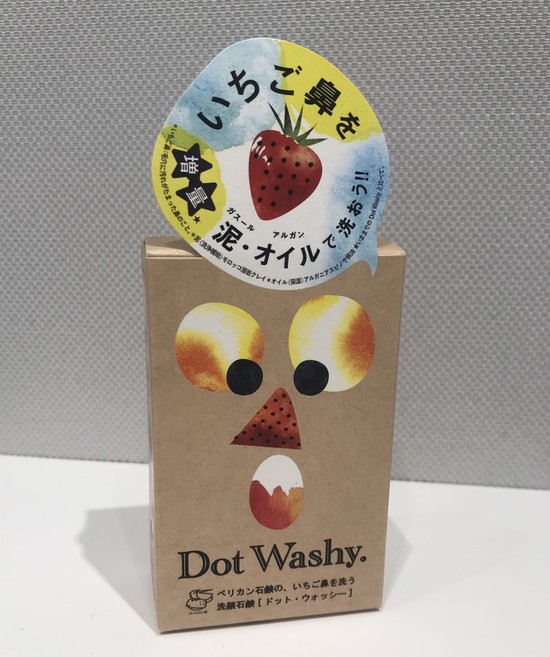 いちご鼻を
増量
ガスール
アルガン
泥・オイルで洗おう!!
Dot Washy.
ペリカン石鹸の、いちご鼻を洗う
洗顔石鹸[ドット・ウォッシー]